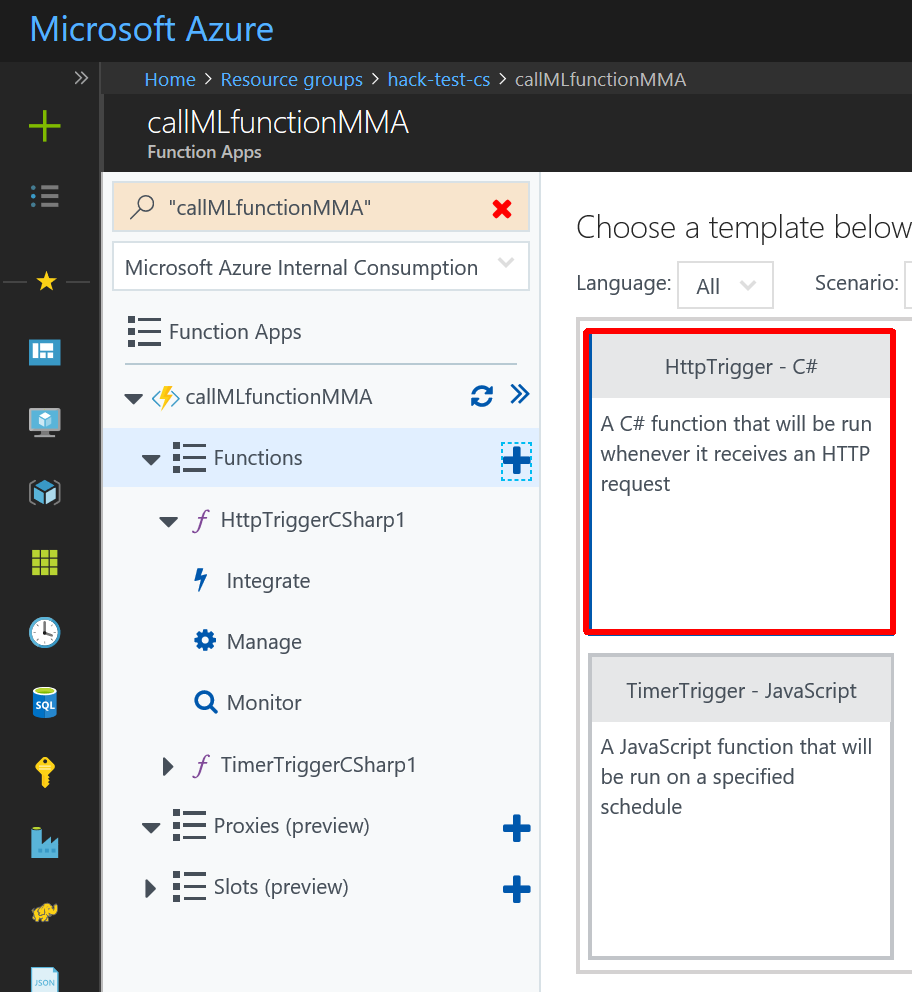 Microsoft Azure
Home > Resource groups > hack-test-cs > callMLfunctionMMA
callMLfunctionMMA
Function Apps
"callMLfunctionMMA"
Microsoft Azure Internal Consumption
Function Apps
callMLfunctionMMA
Functions
HttpTriggerCSharp1
Integrate
Manage
Monitor
TimerTriggerCSharp1
Proxies (preview)
Slots (preview)
SQL
JSON
Choose a template below
Language: All Scenario:
HttpTrigger - C#
A C# function that will be run
whenever it receives an HTTP
request
TimerTrigger - JavaScript
A JavaScript function that will
be run on a specified
schedule